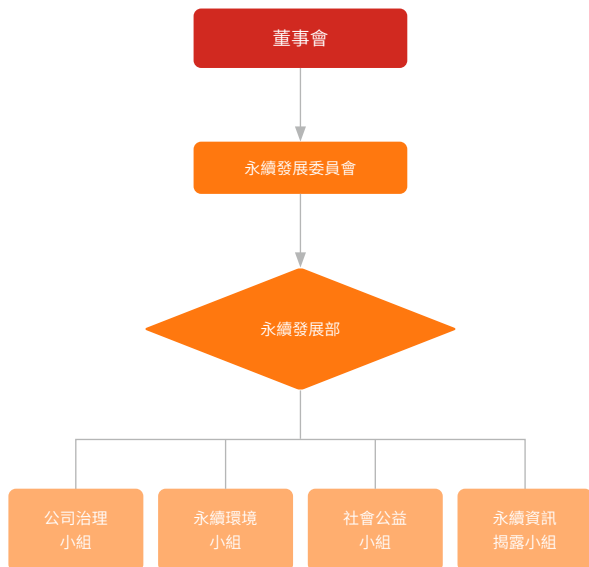 董事會
永續發展委員會
永續發展部
公司治理
小組
永續環境
小組
社會公益
小組
永續資訊
揭露小組